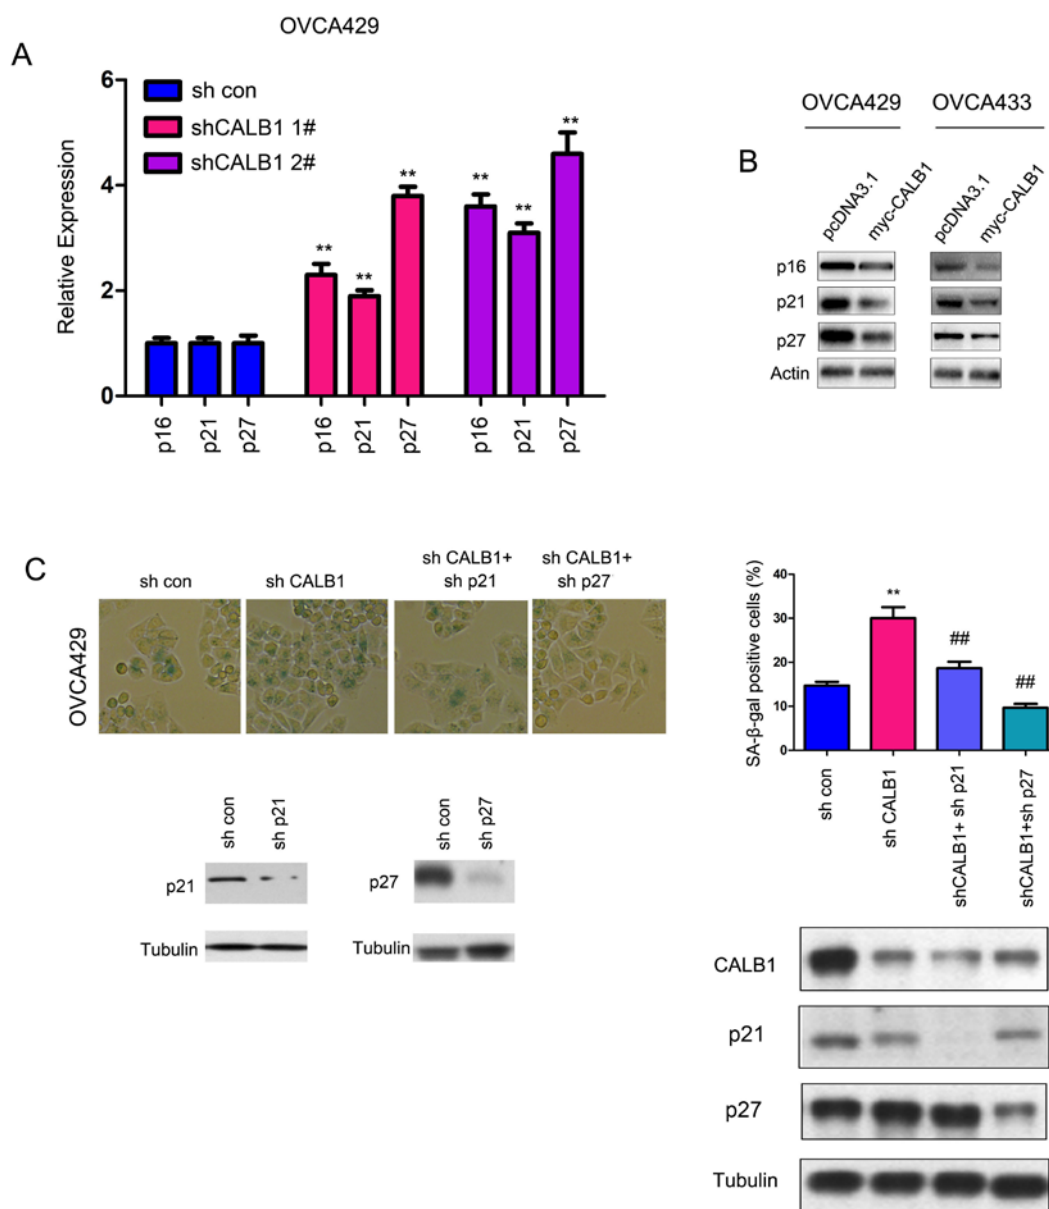 OVCA429
A
6
4
2
0
Relative Expression
sh con
shCALB1 1#
shCALB1 2#
** ** ** ** ** **
p16 p21 p27 p16 p21 p27 p16 p21 p27
OVCA429 OVCA433
B
pcDNA3.1 myc-CALB1 pcDNA3.1 myc-CALB1
p16
p21
p27
Actin
C
sh con sh CALB1 sh CALB1+ sh p21 sh CALB1+ sh p27
OVCA429
sh con sh p21
p21
Tubulin
sh con sh p27
p27
Tubulin
SA-β-gal positive cells (%)
40
30
20
10
0
** ## ##
sh con sh CALB1 shCALB1+ sh p21 shCALB1+sh p27
CALB1
p21
p27
Tubulin